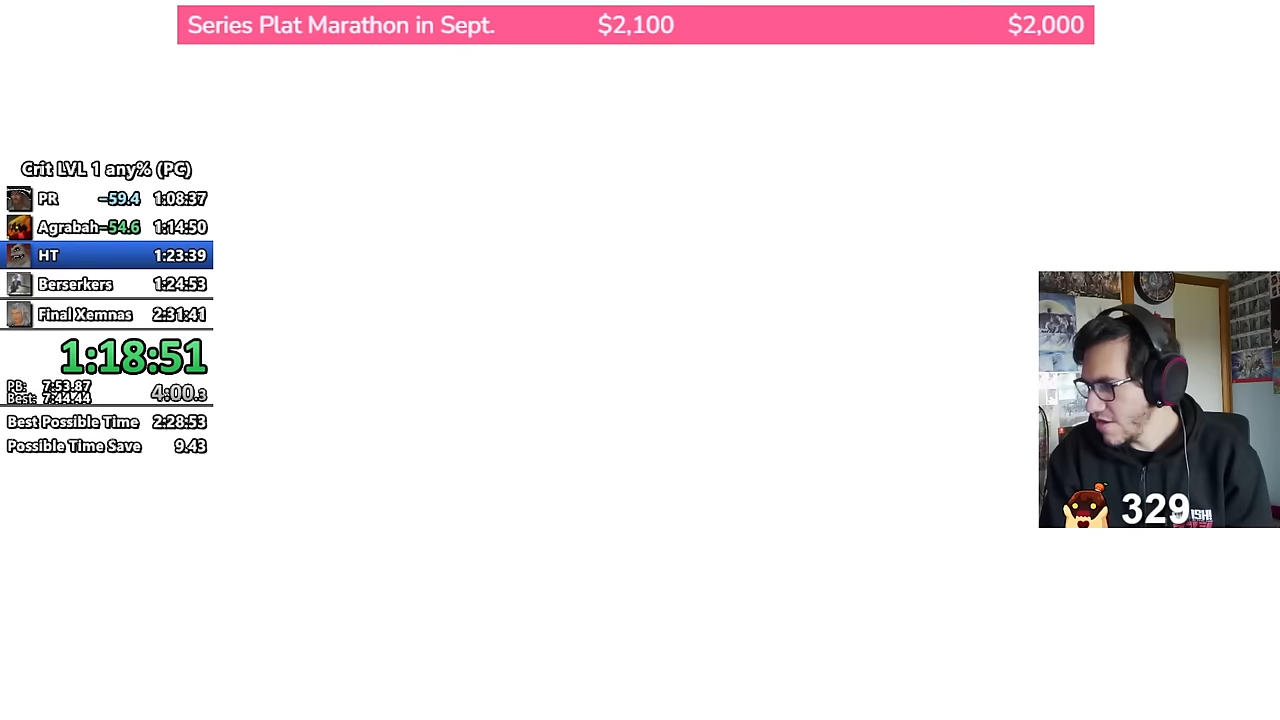 Series Plat Marathon in Sept. $2,100 $2,000
Crit LVL 1 any% (PC)
PR -59.4 1:08:37
Agrabah -54.6 1:14:50
HT 1:23:39
Berserkers 1:24:53
Final Xemnas 2:31:41
1:18:51
PB: 7:53.87 4:00.3
Best: 7:44.44
Best Possible Time 2:28:53
Possible Time Save 9.43
329